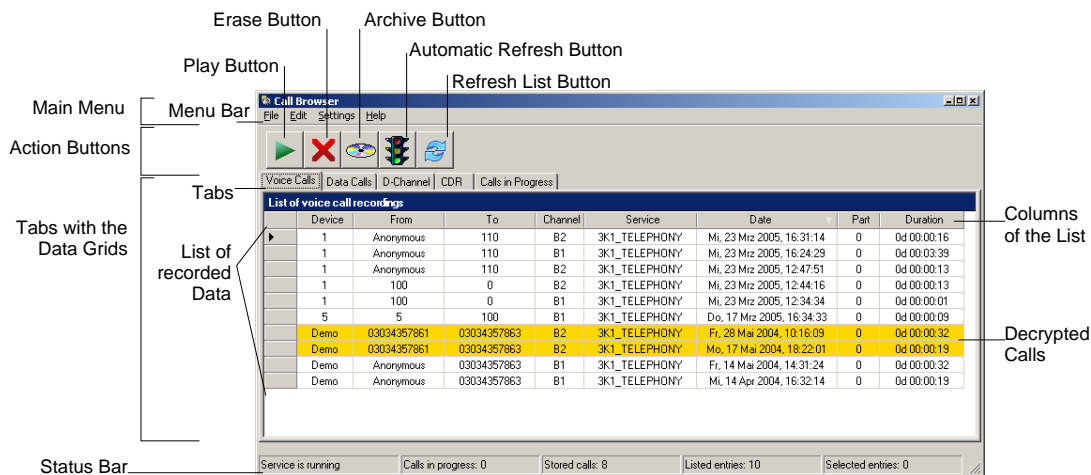 Erase Button
Archive Button
Automatic Refresh Button
Play Button
Refresh List Button
Main Menu
Menu Bar
Call Browser
File Edit Settings Help
Action Buttons
Tabs
Voice Calls Data Calls D-Channel CDR Calls in Progress
Tabs with the
Data Grids
List of
recorded
Data
List of voice call recordings
Device From To Channel Service Date Part Duration
1 Anonymous 110 B2 3K1_TELEPHONY Mi, 23 Mrz 2005, 16:31:14 0 0d 00:00:16
1 Anonymous 110 B1 3K1_TELEPHONY Mi, 23 Mrz 2005, 16:24:29 0 0d 00:03:39
1 Anonymous 110 B2 3K1_TELEPHONY Mi, 23 Mrz 2005, 12:47:51 0 0d 00:00:13
1 100 0 B2 3K1_TELEPHONY Mi, 23 Mrz 2005, 12:44:16 0 0d 00:00:13
1 100 0 B1 3K1_TELEPHONY Mi, 23 Mrz 2005, 12:34:34 0 0d 00:00:01
5 5 100 B1 3K1_TELEPHONY Do, 17 Mrz 2005, 16:34:33 0 0d 00:00:09
Demo 03034357861 03034357863 B2 3K1_TELEPHONY Fr, 28 Mai 2004, 10:16:09 0 0d 00:00:32
Demo 03034357861 03034357863 B2 3K1_TELEPHONY Mo, 17 Mai 2004, 18:22:01 0 0d 00:00:19
Demo Anonymous 03034357863 B1 3K1_TELEPHONY Fr, 14 Mai 2004, 14:31:24 0 0d 00:00:32
Demo Anonymous 03034357863 B1 3K1_TELEPHONY Mi, 14 Apr 2004, 16:32:14 0 0d 00:00:19
Columns
of the List
Decrypted
Calls
Status Bar
Service is running Calls in progress: 0 Stored calls: 8 Listed entries: 10 Selected entries: 0